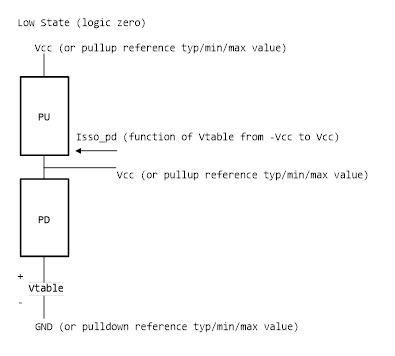 Low State (logic zero)
Vcc (or pullup reference typ/min/max value)
PU
Isso_pd (function of Vtable from -Vcc to Vcc)
Vcc (or pullup reference typ/min/max value)
PD
+
Vtable
-
GND (or pulldown reference typ/min/max value)